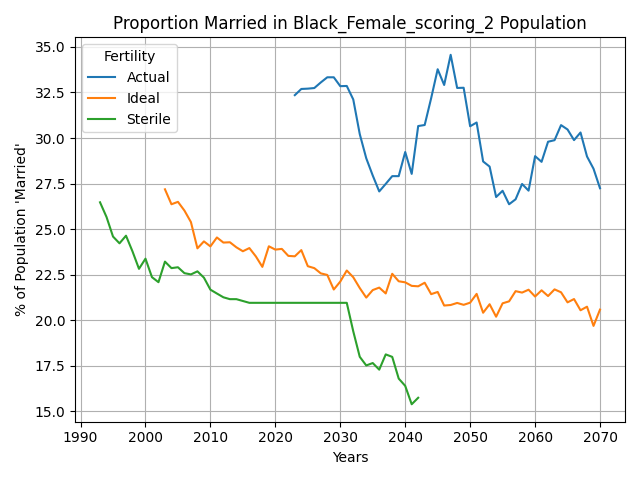 Proportion Married in Black_Female_scoring_2 Population
35.0
32.5
30.0
27.5
25.0
22.5
20.0
17.5
15.0
% of Population 'Married'
Fertility
Actual
Ideal
Sterile
1990 2000 2010 2020 2030 2040 2050 2060 2070
Years